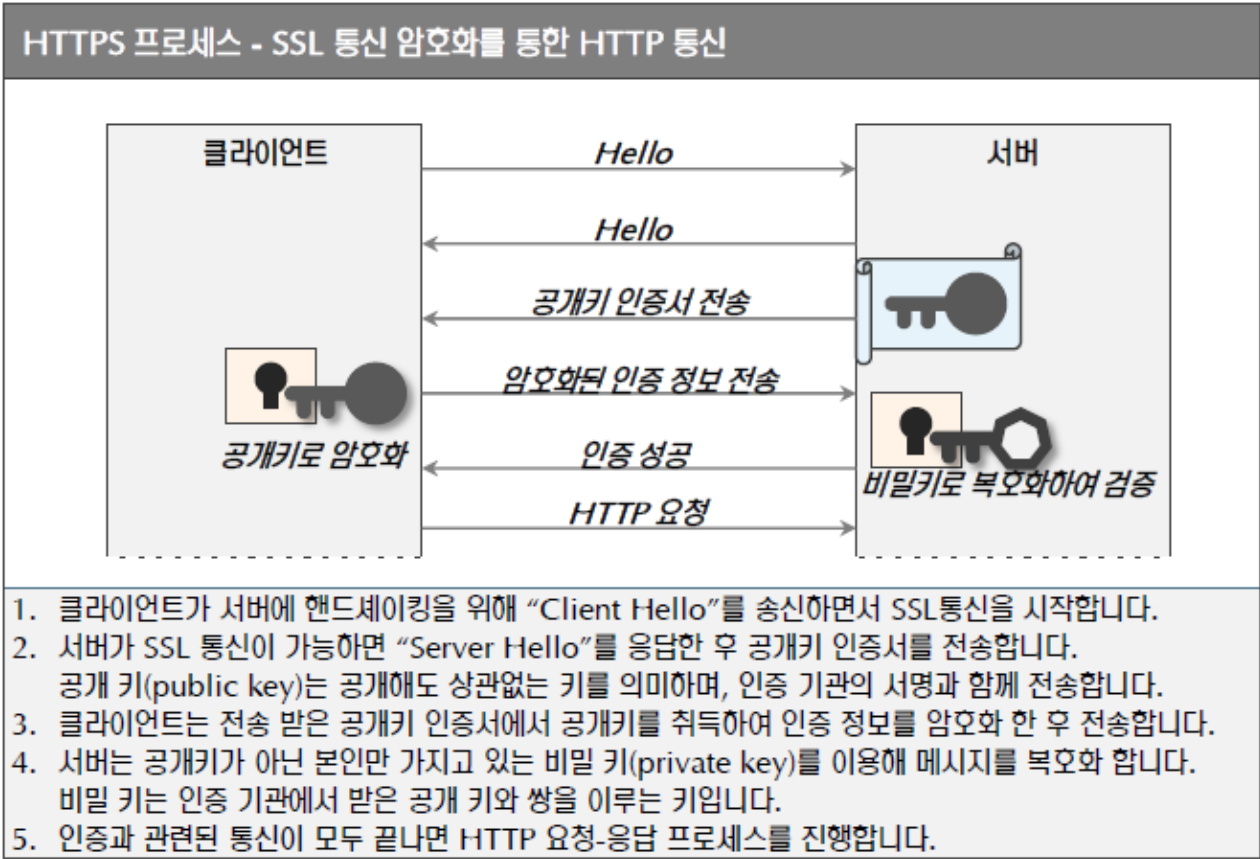 HTTPS 프로세스 - SSL 통신 암호화를 통한 HTTP 통신
클라이언트
서버
Hello
Hello
공개키 인증서 전송
암호화된 인증 정보 전송
공개키로 암호화
인증 성공
비밀키로 복호화하여 검증
HTTP 요청
1. 클라이언트가 서버에 핸드셰이킹을 위해 “Client Hello”를 송신하면서 SSL통신을 시작합니다.
2. 서버가 SSL 통신이 가능하면 “Server Hello”를 응답한 후 공개키 인증서를 전송합니다.
공개 키(public key)는 공개해도 상관없는 키를 의미하며, 인증 기관의 서명과 함께 전송합니다.
3. 클라이언트는 전송 받은 공개키 인증서에서 공개키를 취득하여 인증 정보를 암호화 한 후 전송합니다.
4. 서버는 공개키가 아닌 본인만 가지고 있는 비밀 키(private key)를 이용해 메시지를 복호화 합니다.
비밀 키는 인증 기관에서 받은 공개 키와 쌍을 이루는 키입니다.
5. 인증과 관련된 통신이 모두 끝나면 HTTP 요청-응답 프로세스를 진행합니다.